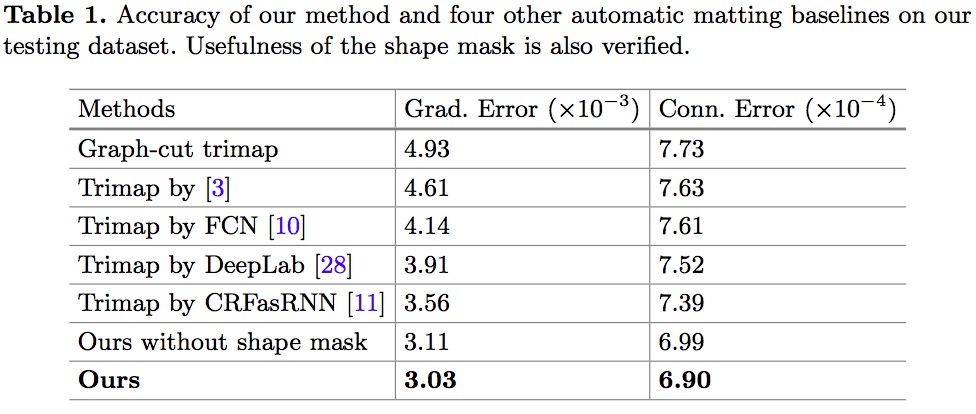 Table 1. Accuracy of our method and four other automatic matting baselines on our
testing dataset. Usefulness of the shape mask is also verified.
Methods Grad. Error (×10⁻³) Conn. Error (×10⁻⁴)
Graph-cut trimap 4.93 7.73
Trimap by [3] 4.61 7.63
Trimap by FCN [10] 4.14 7.61
Trimap by DeepLab [28] 3.91 7.52
Trimap by CRFasRNN [11] 3.56 7.39
Ours without shape mask 3.11 6.99
Ours 3.03 6.90